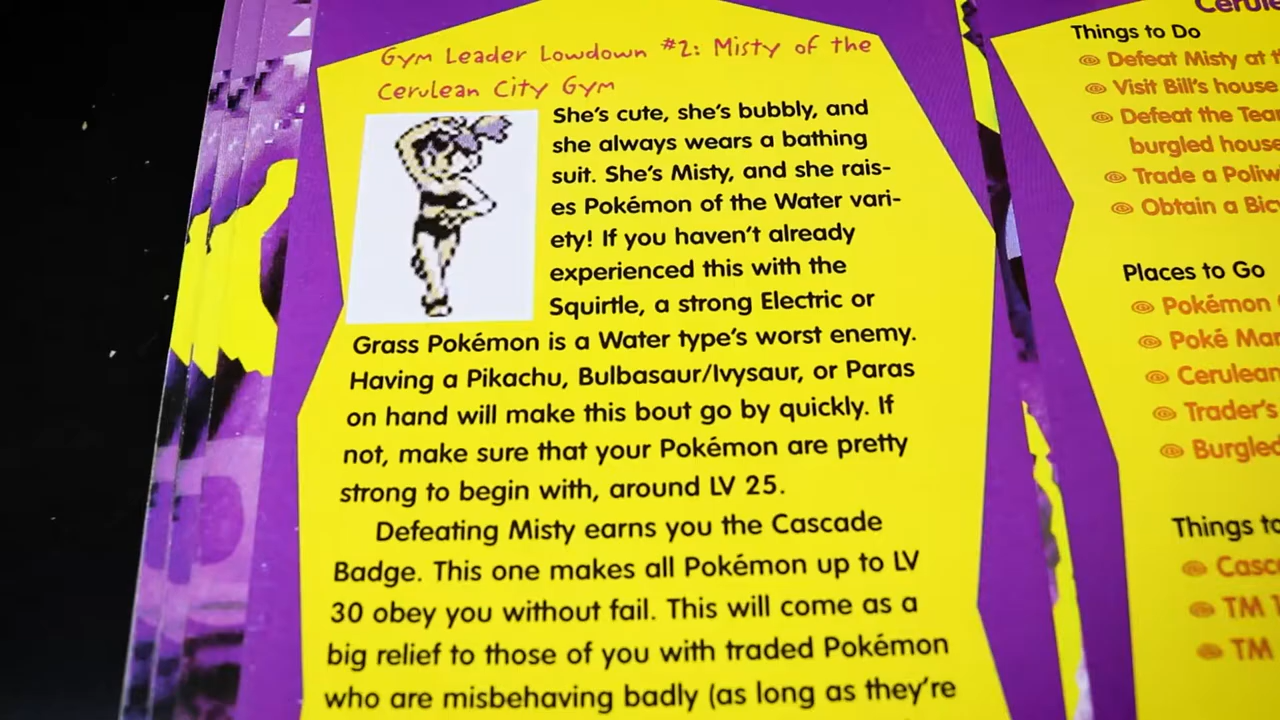 Gym Leader Lowdown #2: Misty of the
Cerulean City Gym
She's cute, she's bubbly, and
she always wears a bathing
suit. She's Misty, and she rais-
es Pokémon of the Water vari-
ety! If you haven't already
experienced this with the
Squirtle, a strong Electric or
Grass Pokémon is a Water type's worst enemy.
Having a Pikachu, Bulbasaur/Ivysaur, or Paras
on hand will make this bout go by quickly. If
not, make sure that your Pokémon are pretty
strong to begin with, around LV 25.
Defeating Misty earns you the Cascade
Badge. This one makes all Pokémon up to LV
30 obey you without fail. This will come as a
big relief to those of you with traded Pokémon
who are misbehaving badly (as long as they're
Things to Do
Defeat Misty at
Visit Bill's house
Defeat the
burgled house
Trade a
Obtain a
Places to Go
Pokémon
Poké
Cerulean
Trader's
Things
TM
TM